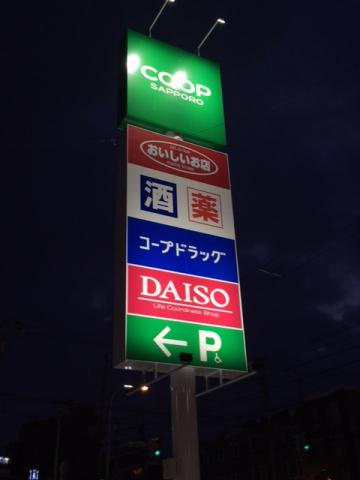 COOP
SAPPORO
おいしいお店
酒 薬
コープドラッグ
DAISO
Life Coordinate Shop
← P